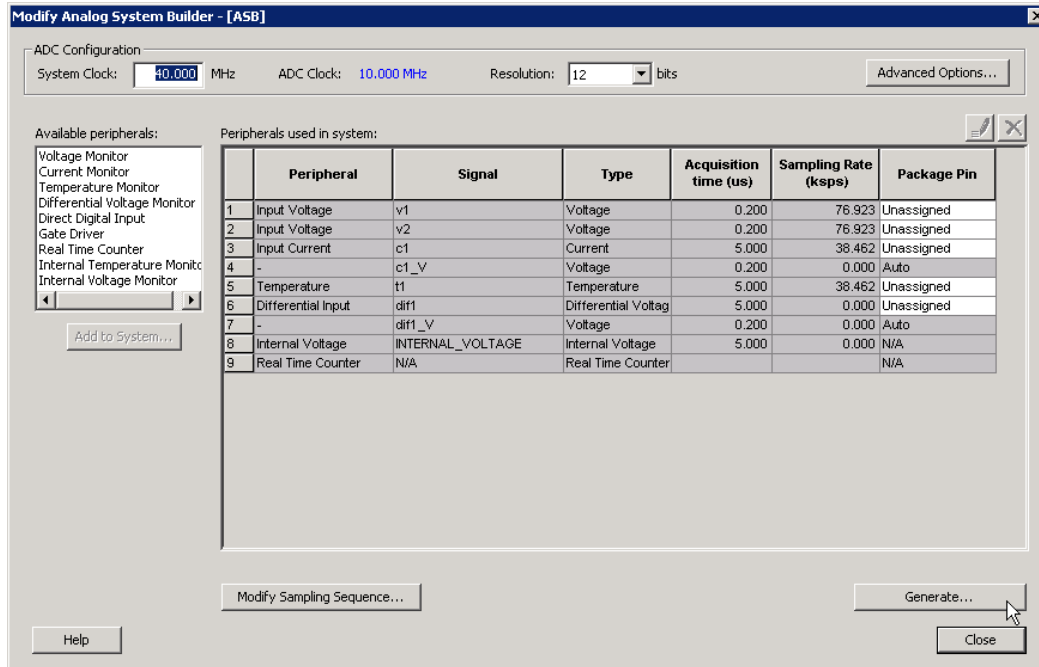 Modify Analog System Builder - [ASB]
ADC Configuration
System Clock: 40.000 MHz ADC Clock: 10.000 MHz Resolution: 12 bits Advanced Options...
Available peripherals:
Voltage Monitor
Current Monitor
Temperature Monitor
Differential Voltage Monitor
Direct Digital Input
Gate Driver
Real Time Counter
Internal Temperature Monitc
Internal Voltage Monitor
Add to System...
Peripherals used in system:
Peripheral Signal Type Acquisition time (us) Sampling Rate (ksps) Package Pin
1 Input Voltage v1 Voltage 0.200 76.923 Unassigned
2 Input Voltage v2 Voltage 0.200 76.923 Unassigned
3 Input Current c1 Current 5.000 38.462 Unassigned
4 - c1_V Voltage 0.200 0.000 Auto
5 Temperature t1 Temperature 5.000 38.462 Unassigned
6 Differential Input dif1 Differential Voltag 5.000 0.000 Unassigned
7 - dif1_V Voltage 0.200 0.000 Auto
8 Internal Voltage INTERNAL_VOLTAGE Internal Voltage 5.000 0.000 N/A
9 Real Time Counter N/A Real Time Counter N/A
Modify Sampling Sequence... Generate...
Help Close